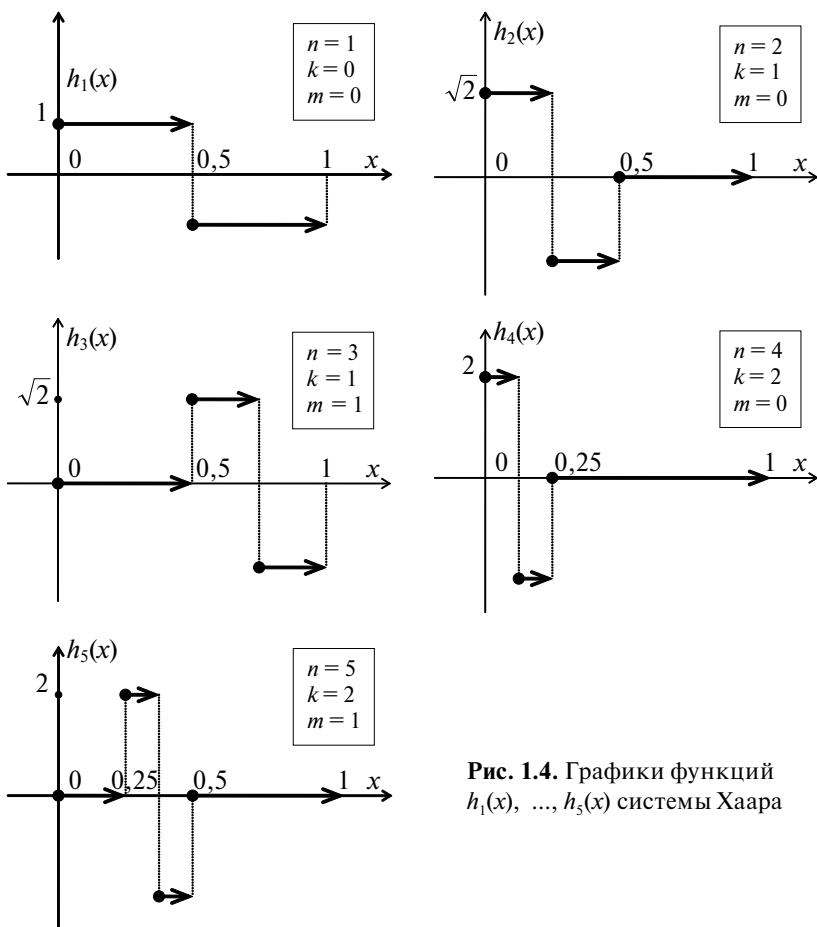 h₁(x)
n = 1
k = 0
m = 0
1
0 0,5 1 x
h₂(x)
n = 2
k = 1
m = 0
√2
0 0,5 1 x
h₃(x)
n = 3
k = 1
m = 1
√2
0 0,5 1 x
h₄(x)
n = 4
k = 2
m = 0
2
0 0,25 1 x
h₅(x)
n = 5
k = 2
m = 1
2
0 0,25 0,5 1 x
Рис. 1.4. Графики функций
h₁(x), ..., h₅(x) системы Хаара